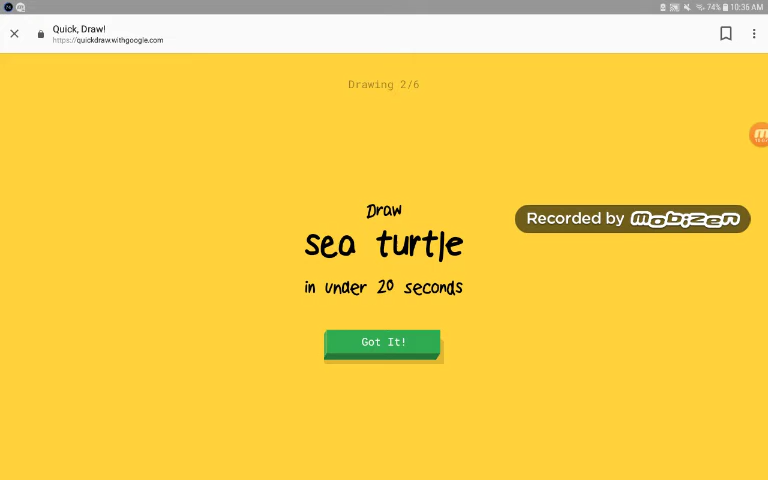 74% 10:36 AM
Quick, Draw!
https://quickdraw.withgoogle.com
Drawing 2/6
Draw
sea turtle
in under 20 seconds
Recorded by mobizen
Got It!